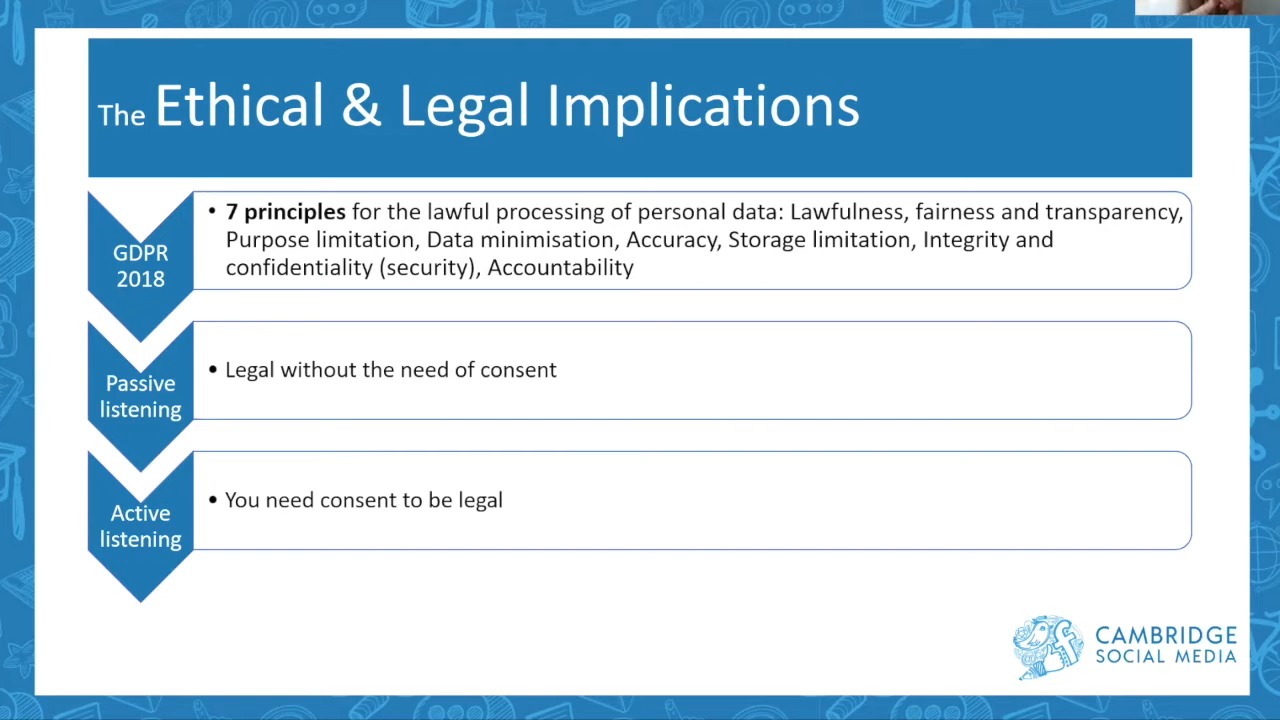 The Ethical & Legal Implications
GDPR
2018
• 7 principles for the lawful processing of personal data: Lawfulness, fairness and transparency,
Purpose limitation, Data minimisation, Accuracy, Storage limitation, Integrity and
confidentiality (security), Accountability
Passive
listening
• Legal without the need of consent
Active
listening
• You need consent to be legal
CAMBRIDGE
SOCIAL MEDIA